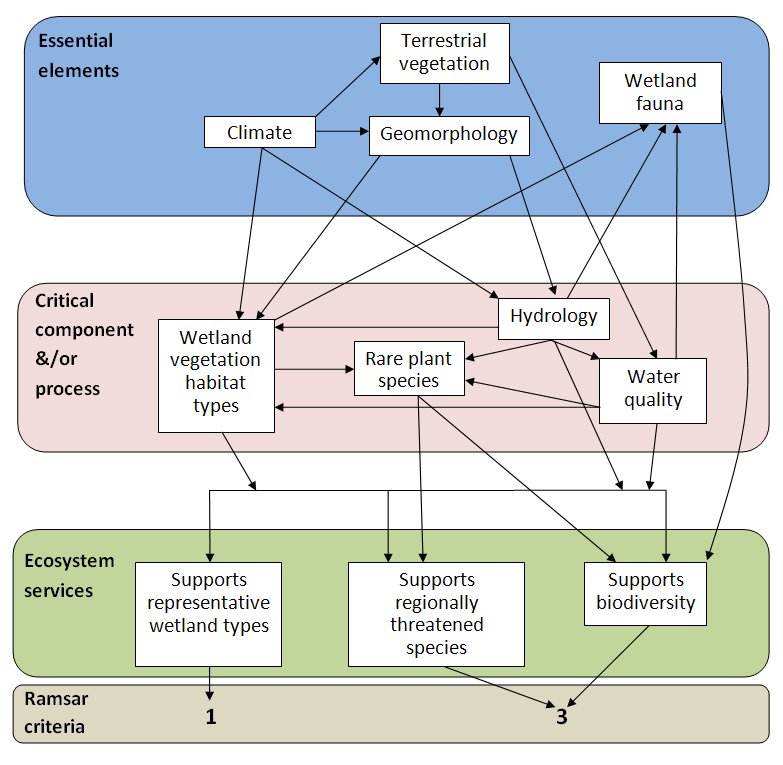 Essential
elements
Terrestrial
vegetation
Wetland
fauna
Climate
Geomorphology
Critical
component
&/or
process
Hydrology
Wetland
vegetation
habitat
types
Rare plant
species
Water
quality
Ecosystem
services
Supports
representative
wetland types
Supports
regionally
threatened
species
Supports
biodiversity
Ramsar
criteria
1
3